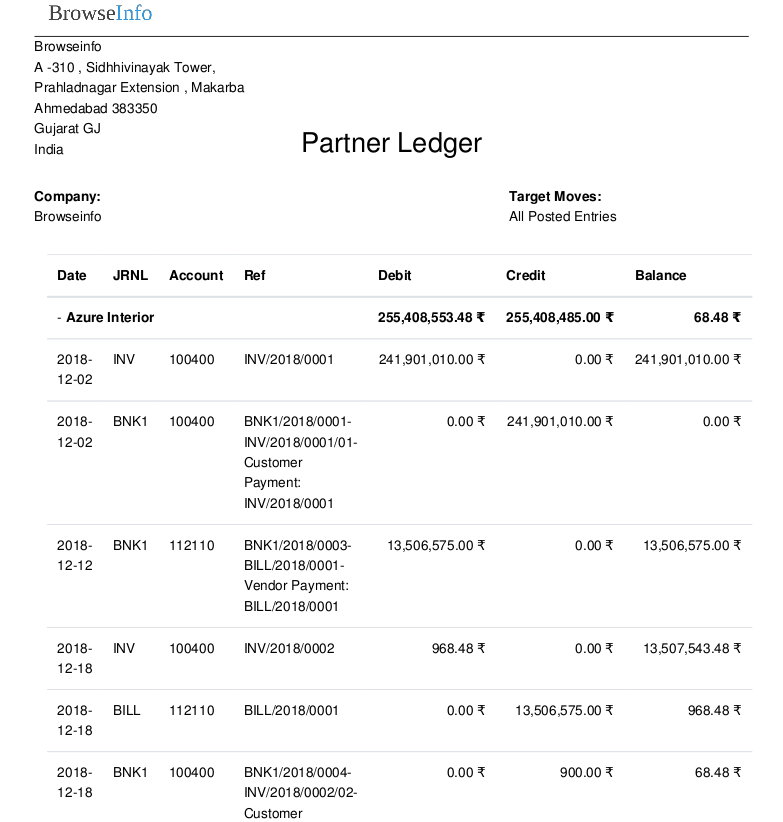 BrowseInfo
Browseinfo
A -310 , Sidhhivinayak Tower,
Prahladnagar Extension , Makarba
Ahmedabad 383350
Gujarat GJ
India
Partner Ledger
Company:
Browseinfo
Target Moves:
All Posted Entries
Date JRNL Account Ref Debit Credit Balance
- Azure Interior 255,408,553.48 ₹ 255,408,485.00 ₹ 68.48 ₹
2018- INV 100400 INV/2018/0001 241,901,010.00 ₹ 0.00 ₹ 241,901,010.00 ₹
12-02
2018- BNK1 100400 BNK1/2018/0001- 0.00 ₹ 241,901,010.00 ₹ 0.00 ₹
12-02 INV/2018/0001/01-
Customer
Payment:
INV/2018/0001
2018- BNK1 112110 BNK1/2018/0003- 13,506,575.00 ₹ 0.00 ₹ 13,506,575.00 ₹
12-12 BILL/2018/0001-
Vendor Payment:
BILL/2018/0001
2018- INV 100400 INV/2018/0002 968.48 ₹ 0.00 ₹ 13,507,543.48 ₹
12-18
2018- BILL 112110 BILL/2018/0001 0.00 ₹ 13,506,575.00 ₹ 968.48 ₹
12-18
2018- BNK1 100400 BNK1/2018/0004- 0.00 ₹ 900.00 ₹ 68.48 ₹
12-18 INV/2018/0002/02-
Customer